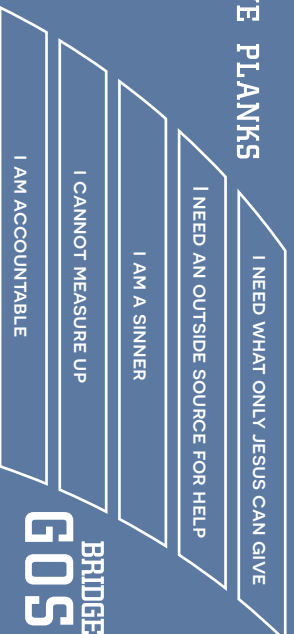 E PLANKS
I NEED WHAT ONLY JESUS CAN GIVE
I NEED AN OUTSIDE SOURCE FOR HELP
I AM A SINNER
I CANNOT MEASURE UP
I AM ACCOUNTABLE
BRIDGE
GOS